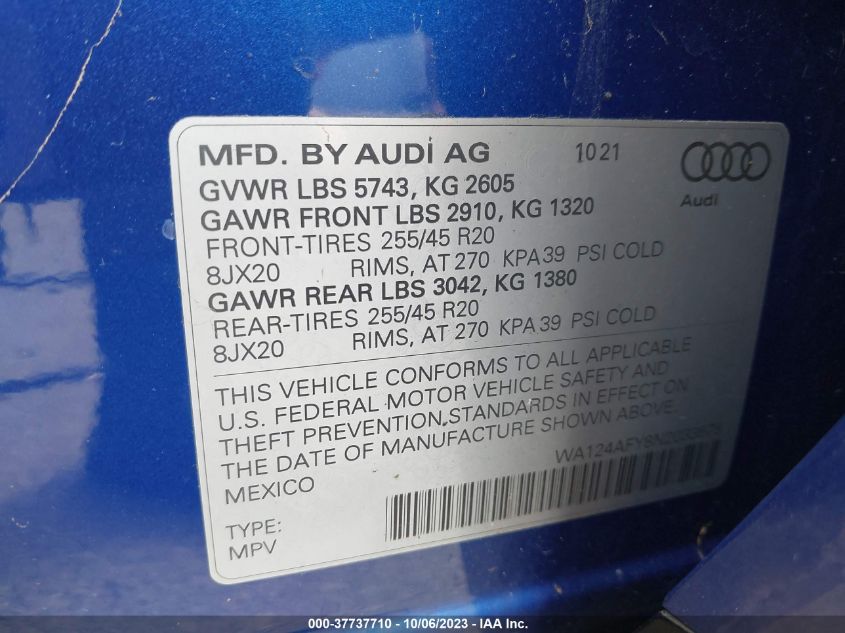 MFD. BY AUDI AG 10 21
Audi
GVWR LBS 5743, KG 2605
GAWR FRONT LBS 2910, KG 1320
FRONT-TIRES 255/45 R20
8JX20 RIMS, AT 270 KPA 39 PSI COLD
GAWR REAR LBS 3042, KG 1380
REAR-TIRES 255/45 R20
8JX20 RIMS, AT 270 KPA 39 PSI COLD
THIS VEHICLE CONFORMS TO ALL APPLICABLE
U.S. FEDERAL MOTOR VEHICLE SAFETY AND
THEFT PREVENTION STANDARDS IN EFFECT ON
THE DATE OF MANUFACTURE SHOWN ABOVE.
MEXICO
TYPE:
MPV
000-37737710 - 10/06/2023 - IAA Inc.